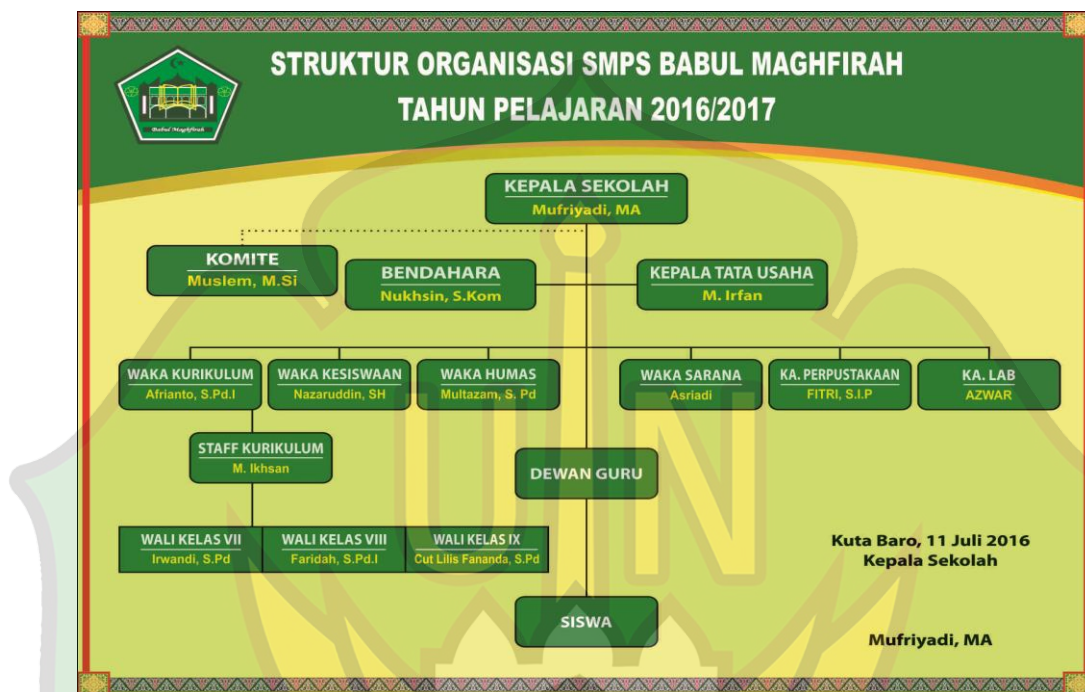 STRUKTUR ORGANISASI SMPS BABUL MAGHFIRAH
TAHUN PELAJARAN 2016/2017
Babul Maghfirah
KEPALA SEKOLAH
Mufriyadi, MA
KOMITE
Muslem, M.Si
BENDAHARA
Nukhsin, S.Kom
KEPALA TATA USAHA
M. Irfan
WAKA KURIKULUM
Afrianto, S.Pd.I
WAKA KESISWAAN
Nazaruddin, SH
WAKA HUMAS
Multazam, S. Pd
WAKA SARANA
Asriadi
KA. PERPUSTAKAAN
FITRI, S.I.P
KA. LAB
AZWAR
STAFF KURIKULUM
M. Ikhsan
DEWAN GURU
WALI KELAS VII
Irwandi, S.Pd
WALI KELAS VIII
Faridah, S.Pd.I
WALI KELAS IX
Cut Lilis Fananda, S.Pd
SISWA
Kuta Baro, 11 Juli 2016
Kepala Sekolah
Mufriyadi, MA
UIN